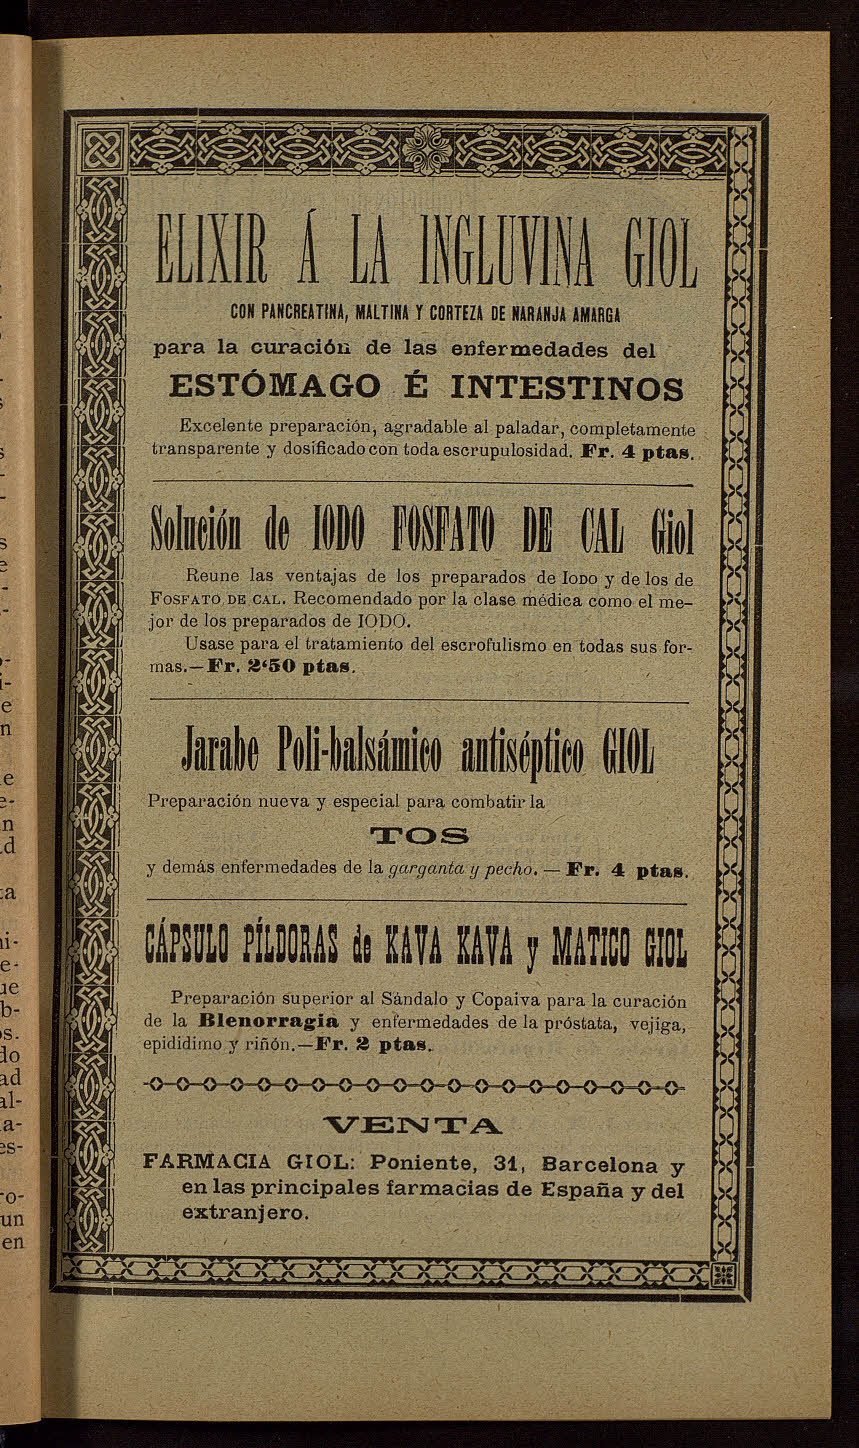 ELIXIR Á LA INGLUVINA GIOL
CON PANCREATINA, MALTINA Y CORTEZA DE NARANJA AMARGA
para la curación de las enfermedades del
ESTÓMAGO É INTESTINOS
Excelente preparación, agradable al paladar, completamente
transparente y dosificado con toda escrupulosidad. Fr. 4 ptas.
Solución de IODO FOSFATO DE CAL Giol
Reune las ventajas de los preparados de IODO y de los de
FOSFATO DE CAL. Recomendado por la clase médica como el me-
jor de los preparados de IODO.
Usase para el tratamiento del escrofulismo en todas sus for-
mas.—Fr. 2‘50 ptas.
Jarabe Poli-balsámico antiséptico GIOL
Preparación nueva y especial para combatir la
TOS
y demás enfermedades de la garganta y pecho. — Fr. 4 ptas.
CÁPSULO PÍLDORAS de KAVA KAVA y MATICO GIOL
Preparación superior al Sándalo y Copaiva para la curación
de la Blenorragia y enfermedades de la próstata, vejiga,
epididimo y riñón.—Fr. 2 ptas.
VENTA
FARMACIA GIOL: Poniente, 31, Barcelona y
en las principales farmacias de España y del
extranjero.